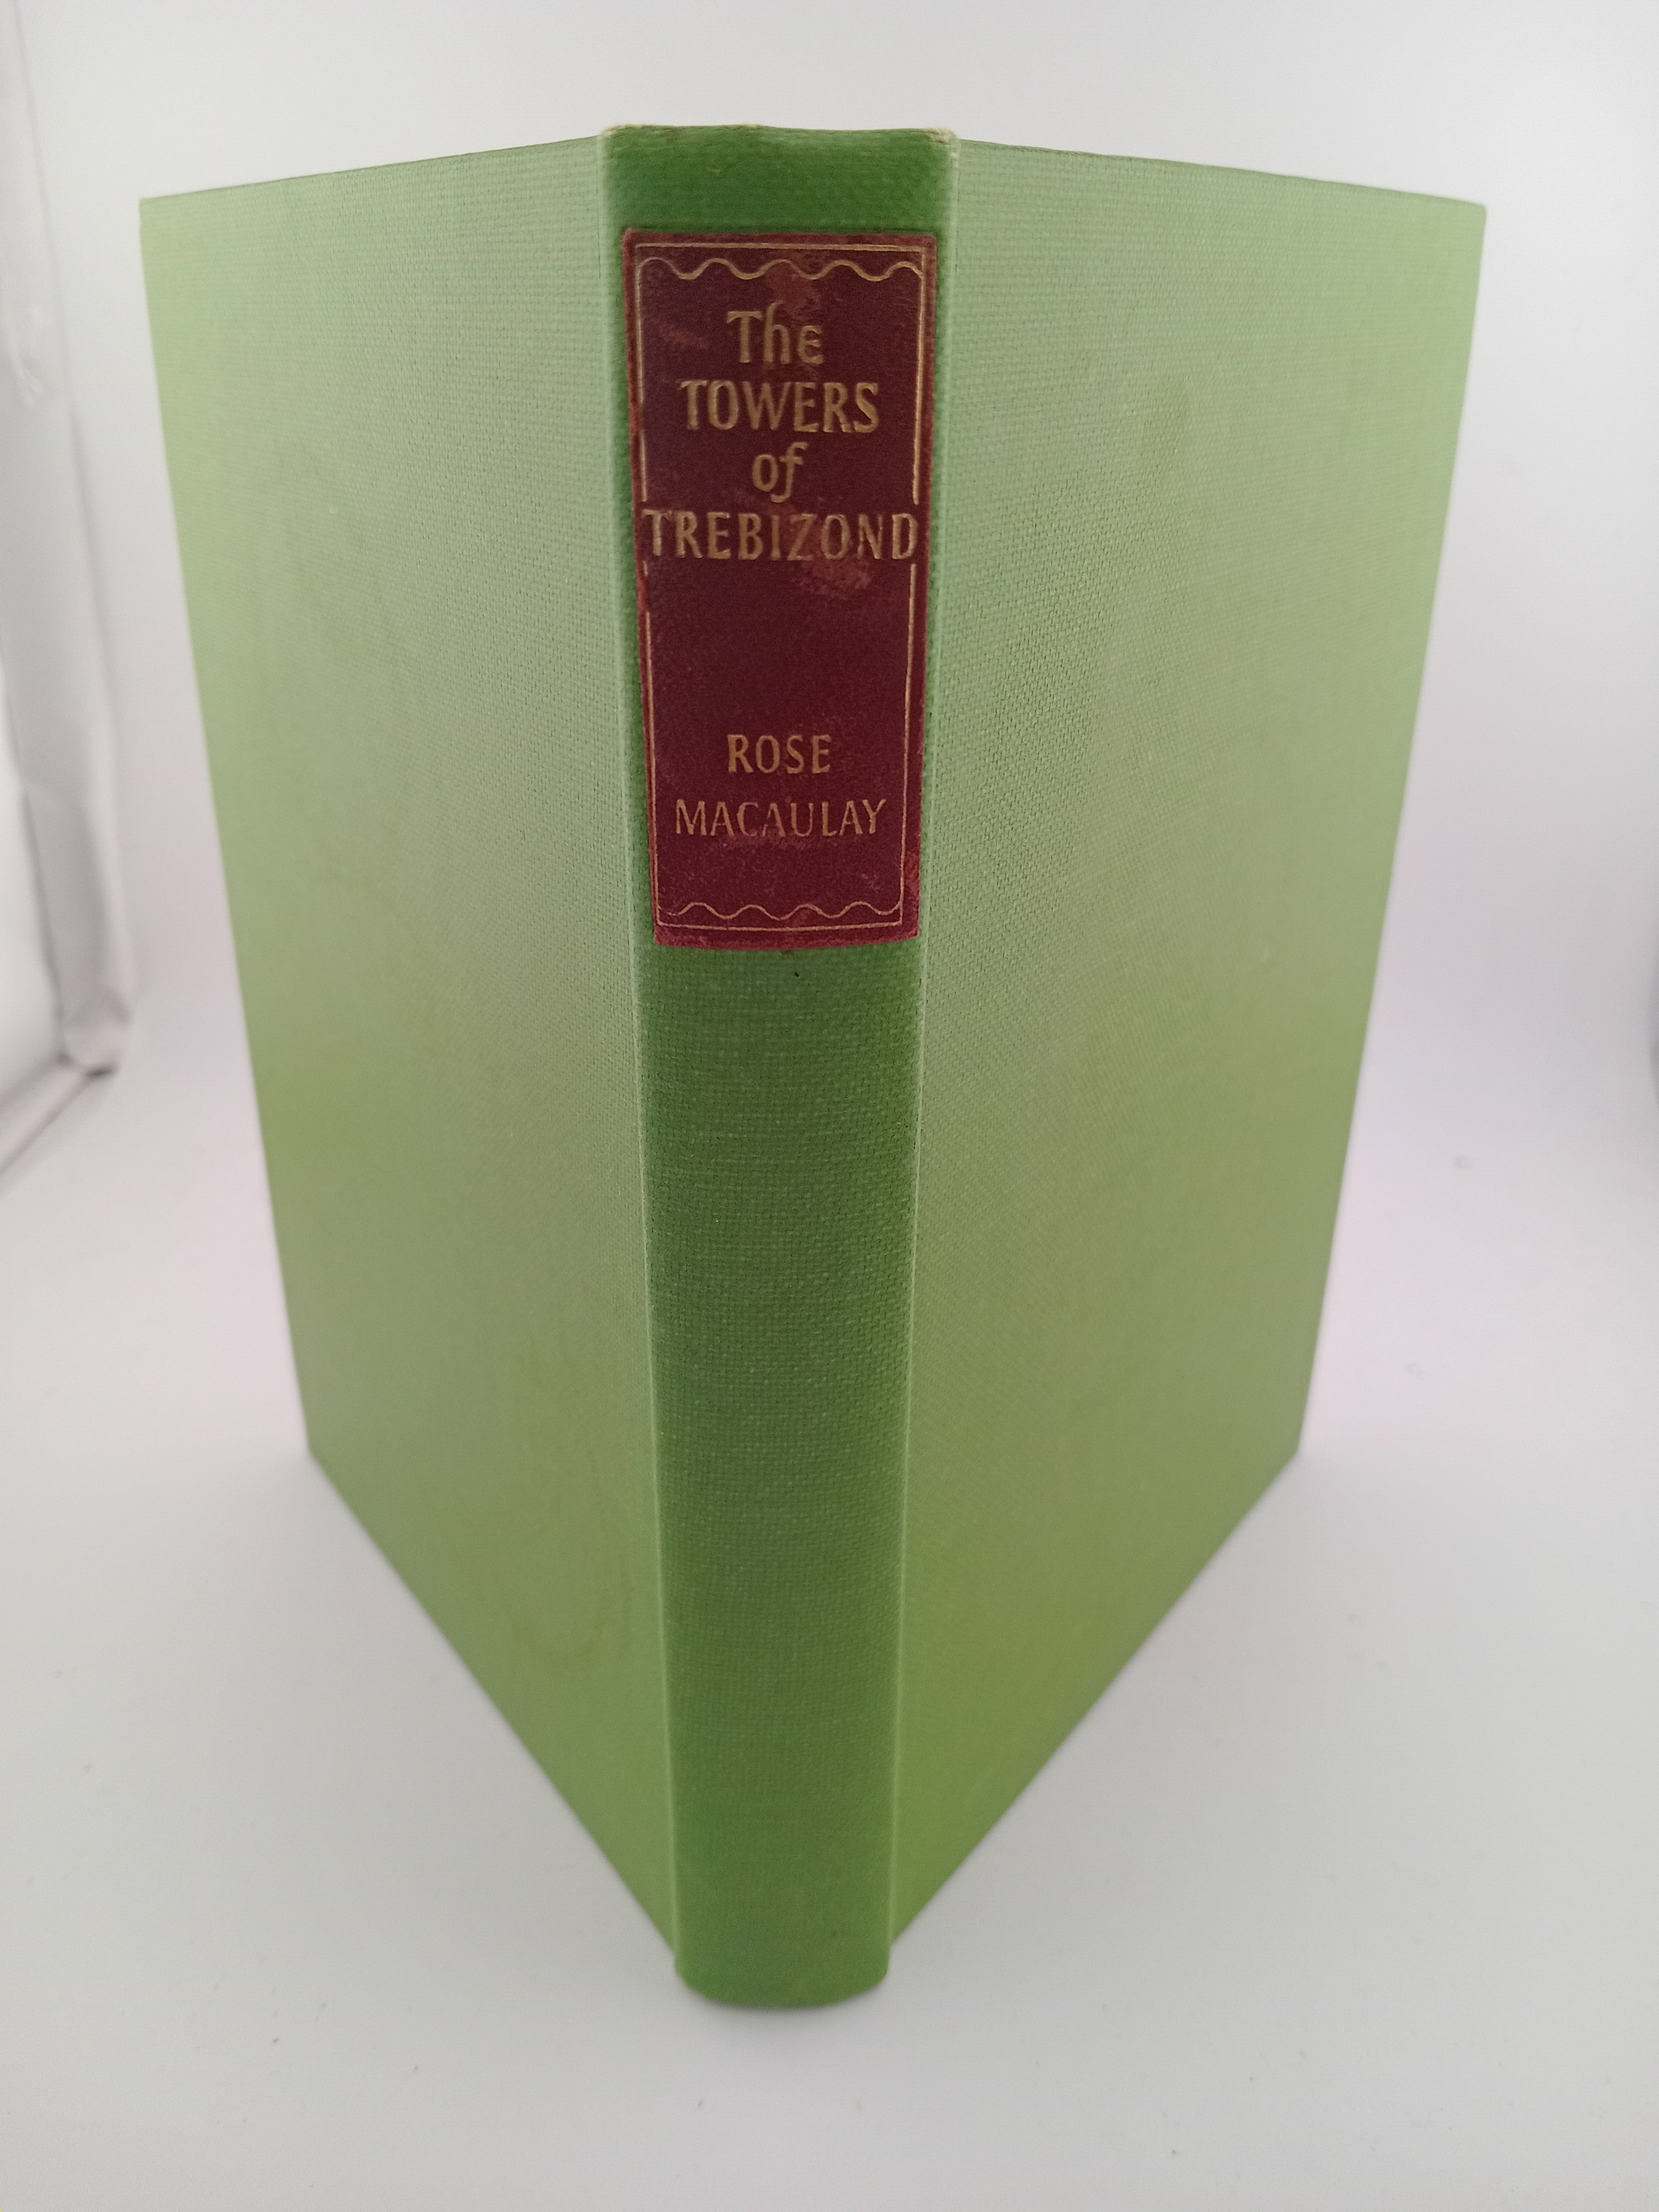 The
TOWERS
of
TREBIZOND
ROSE
MACAULAY